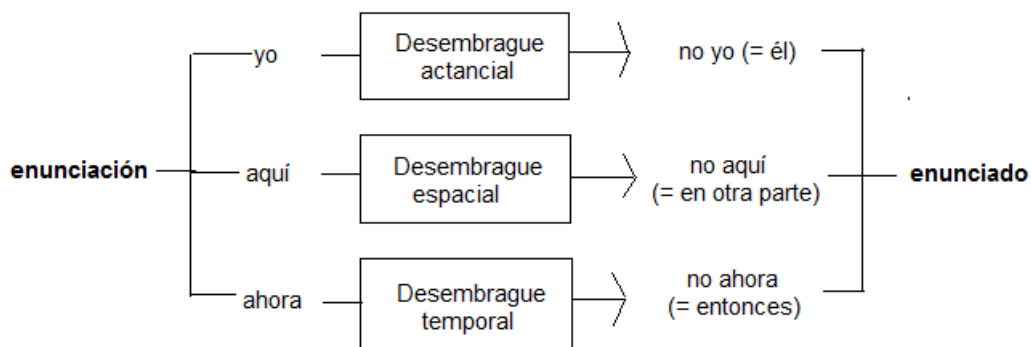 enunciación
yo
Desembrague
actancial
no yo (= él)
aquí
Desembrague
espacial
no aquí
(= en otra parte)
ahora
Desembrague
temporal
no ahora
(= entonces)
enunciado